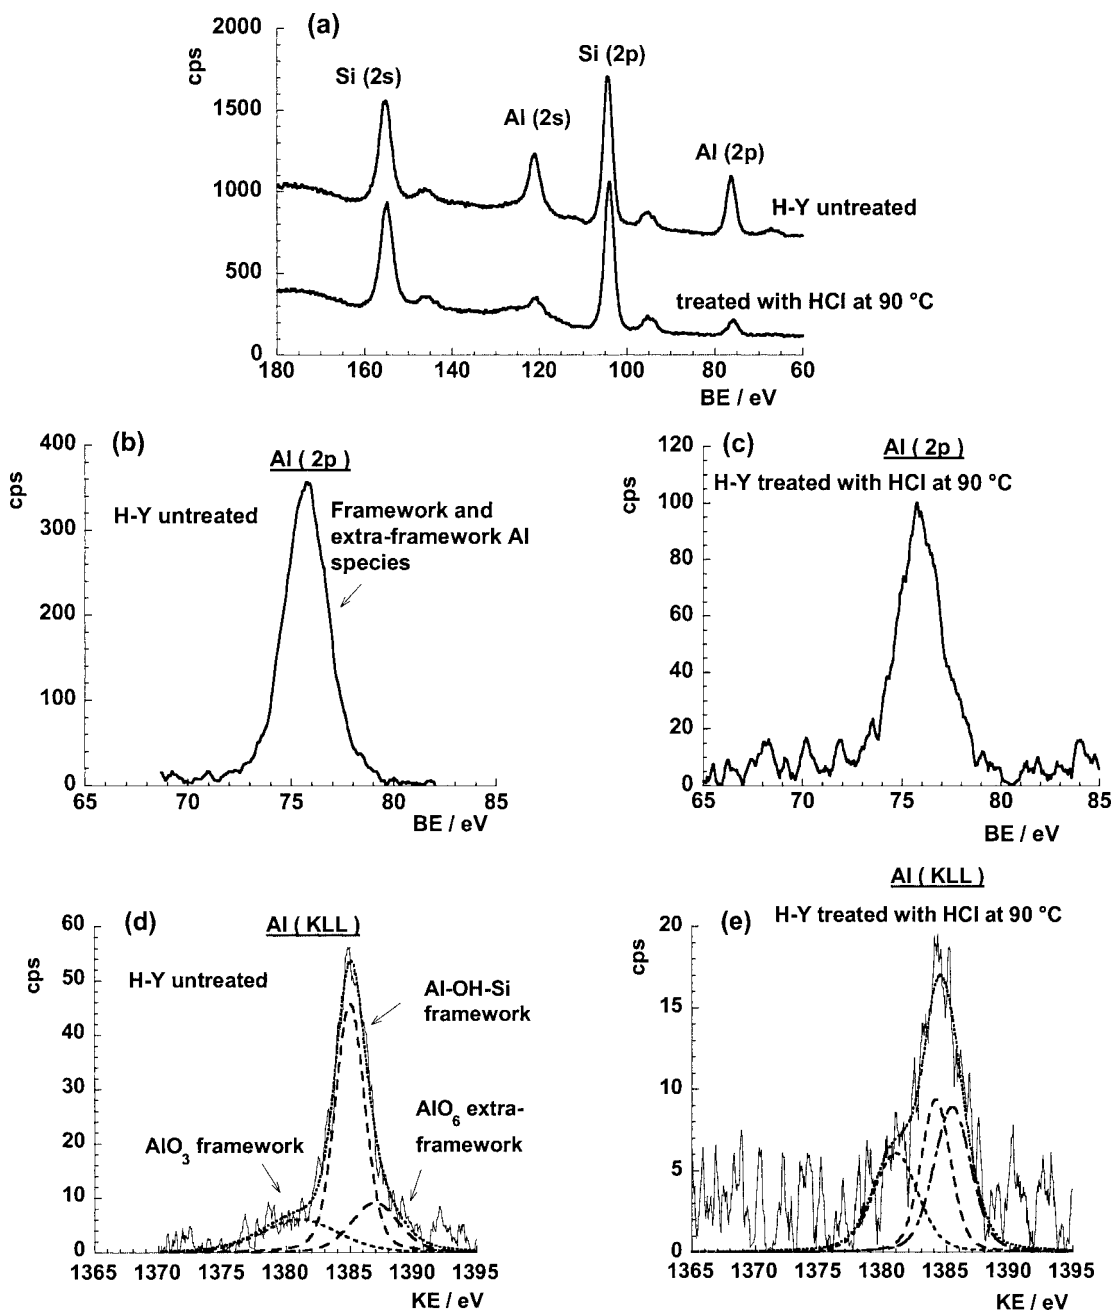 (a)
2000
1500
1000
500
0
cps
Si (2s)
Al (2s)
Si (2p)
Al (2p)
H-Y untreated
treated with HCl at 90 °C
180 160 140 120 100 80 60
BE / eV
(b)
Al ( 2p )
400
300
200
100
0
cps
H-Y untreated
Framework and
extra-framework Al
species
65 70 75 80 85
BE / eV
(c)
Al ( 2p )
H-Y treated with HCl at 90 °C
120
100
80
60
40
20
0
cps
65 70 75 80 85
BE / eV
(d)
Al ( KLL )
60
50
40
30
20
10
0
cps
H-Y untreated
Al-OH-Si
framework
AlO3 framework
AlO6 extra-
framework
1365 1370 1375 1380 1385 1390 1395
KE / eV
Al ( KLL )
(e)
H-Y treated with HCl at 90 °C
20
15
10
5
0
cps
1365 1370 1375 1380 1385 1390 1395
KE / eV